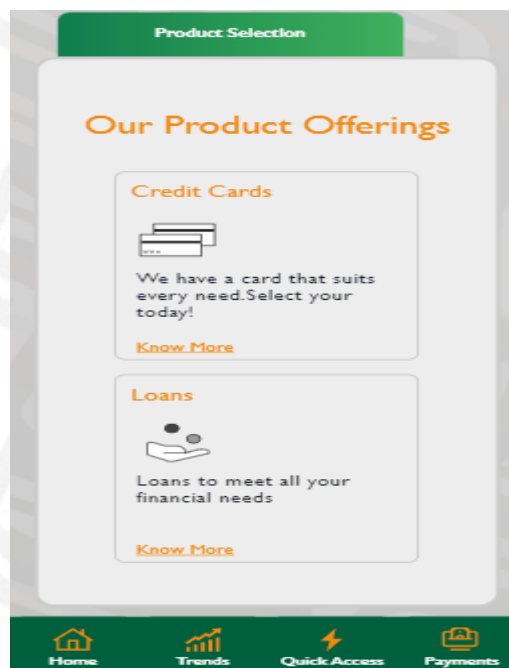 Product Selection
Our Product Offerings
Credit Cards
We have a card that suits
every need.Select your
today!
Know More
Loans
Loans to meet all your
financial needs
Know More
Home Trends Quick Access Payments